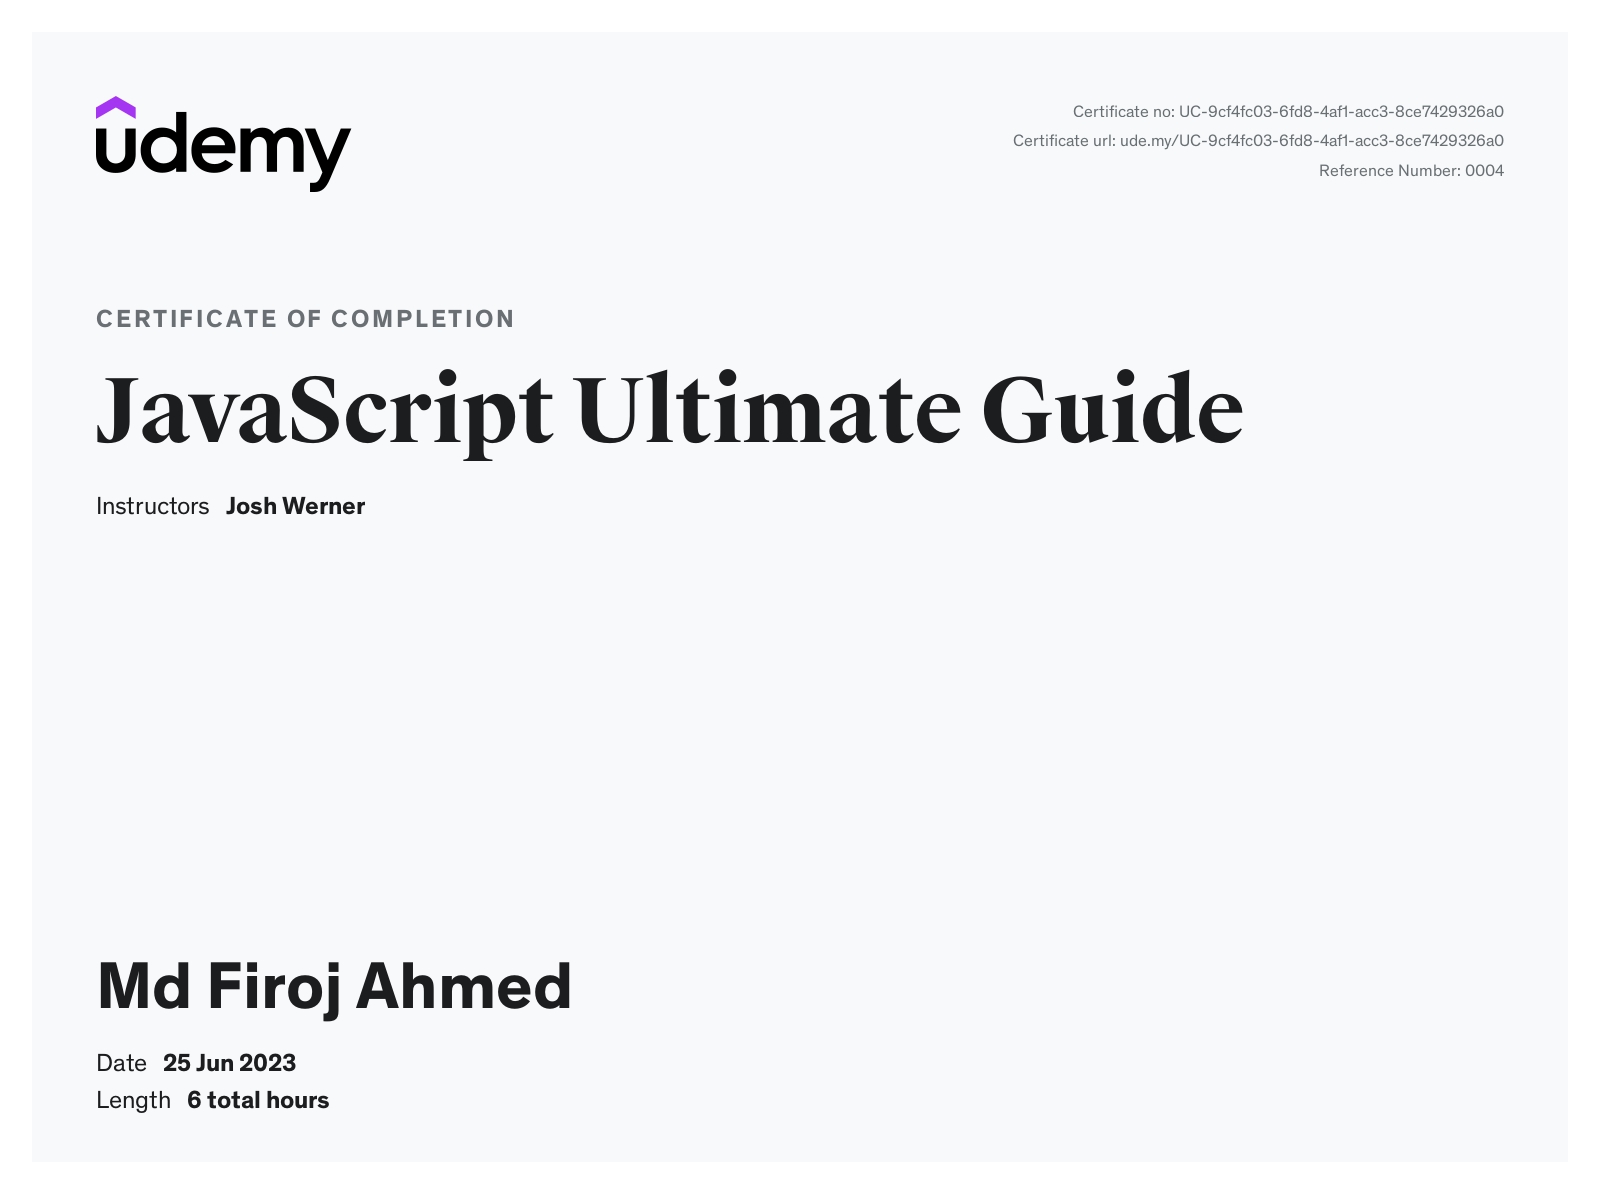 udemy
Certificate no: UC-9cf4fc03-6fd8-4af1-acc3-8ce7429326a0
Certificate url: ude.my/UC-9cf4fc03-6fd8-4af1-acc3-8ce7429326a0
Reference Number: 0004
CERTIFICATE OF COMPLETION
JavaScript Ultimate Guide
Instructors Josh Werner
Md Firoj Ahmed
Date 25 Jun 2023
Length 6 total hours